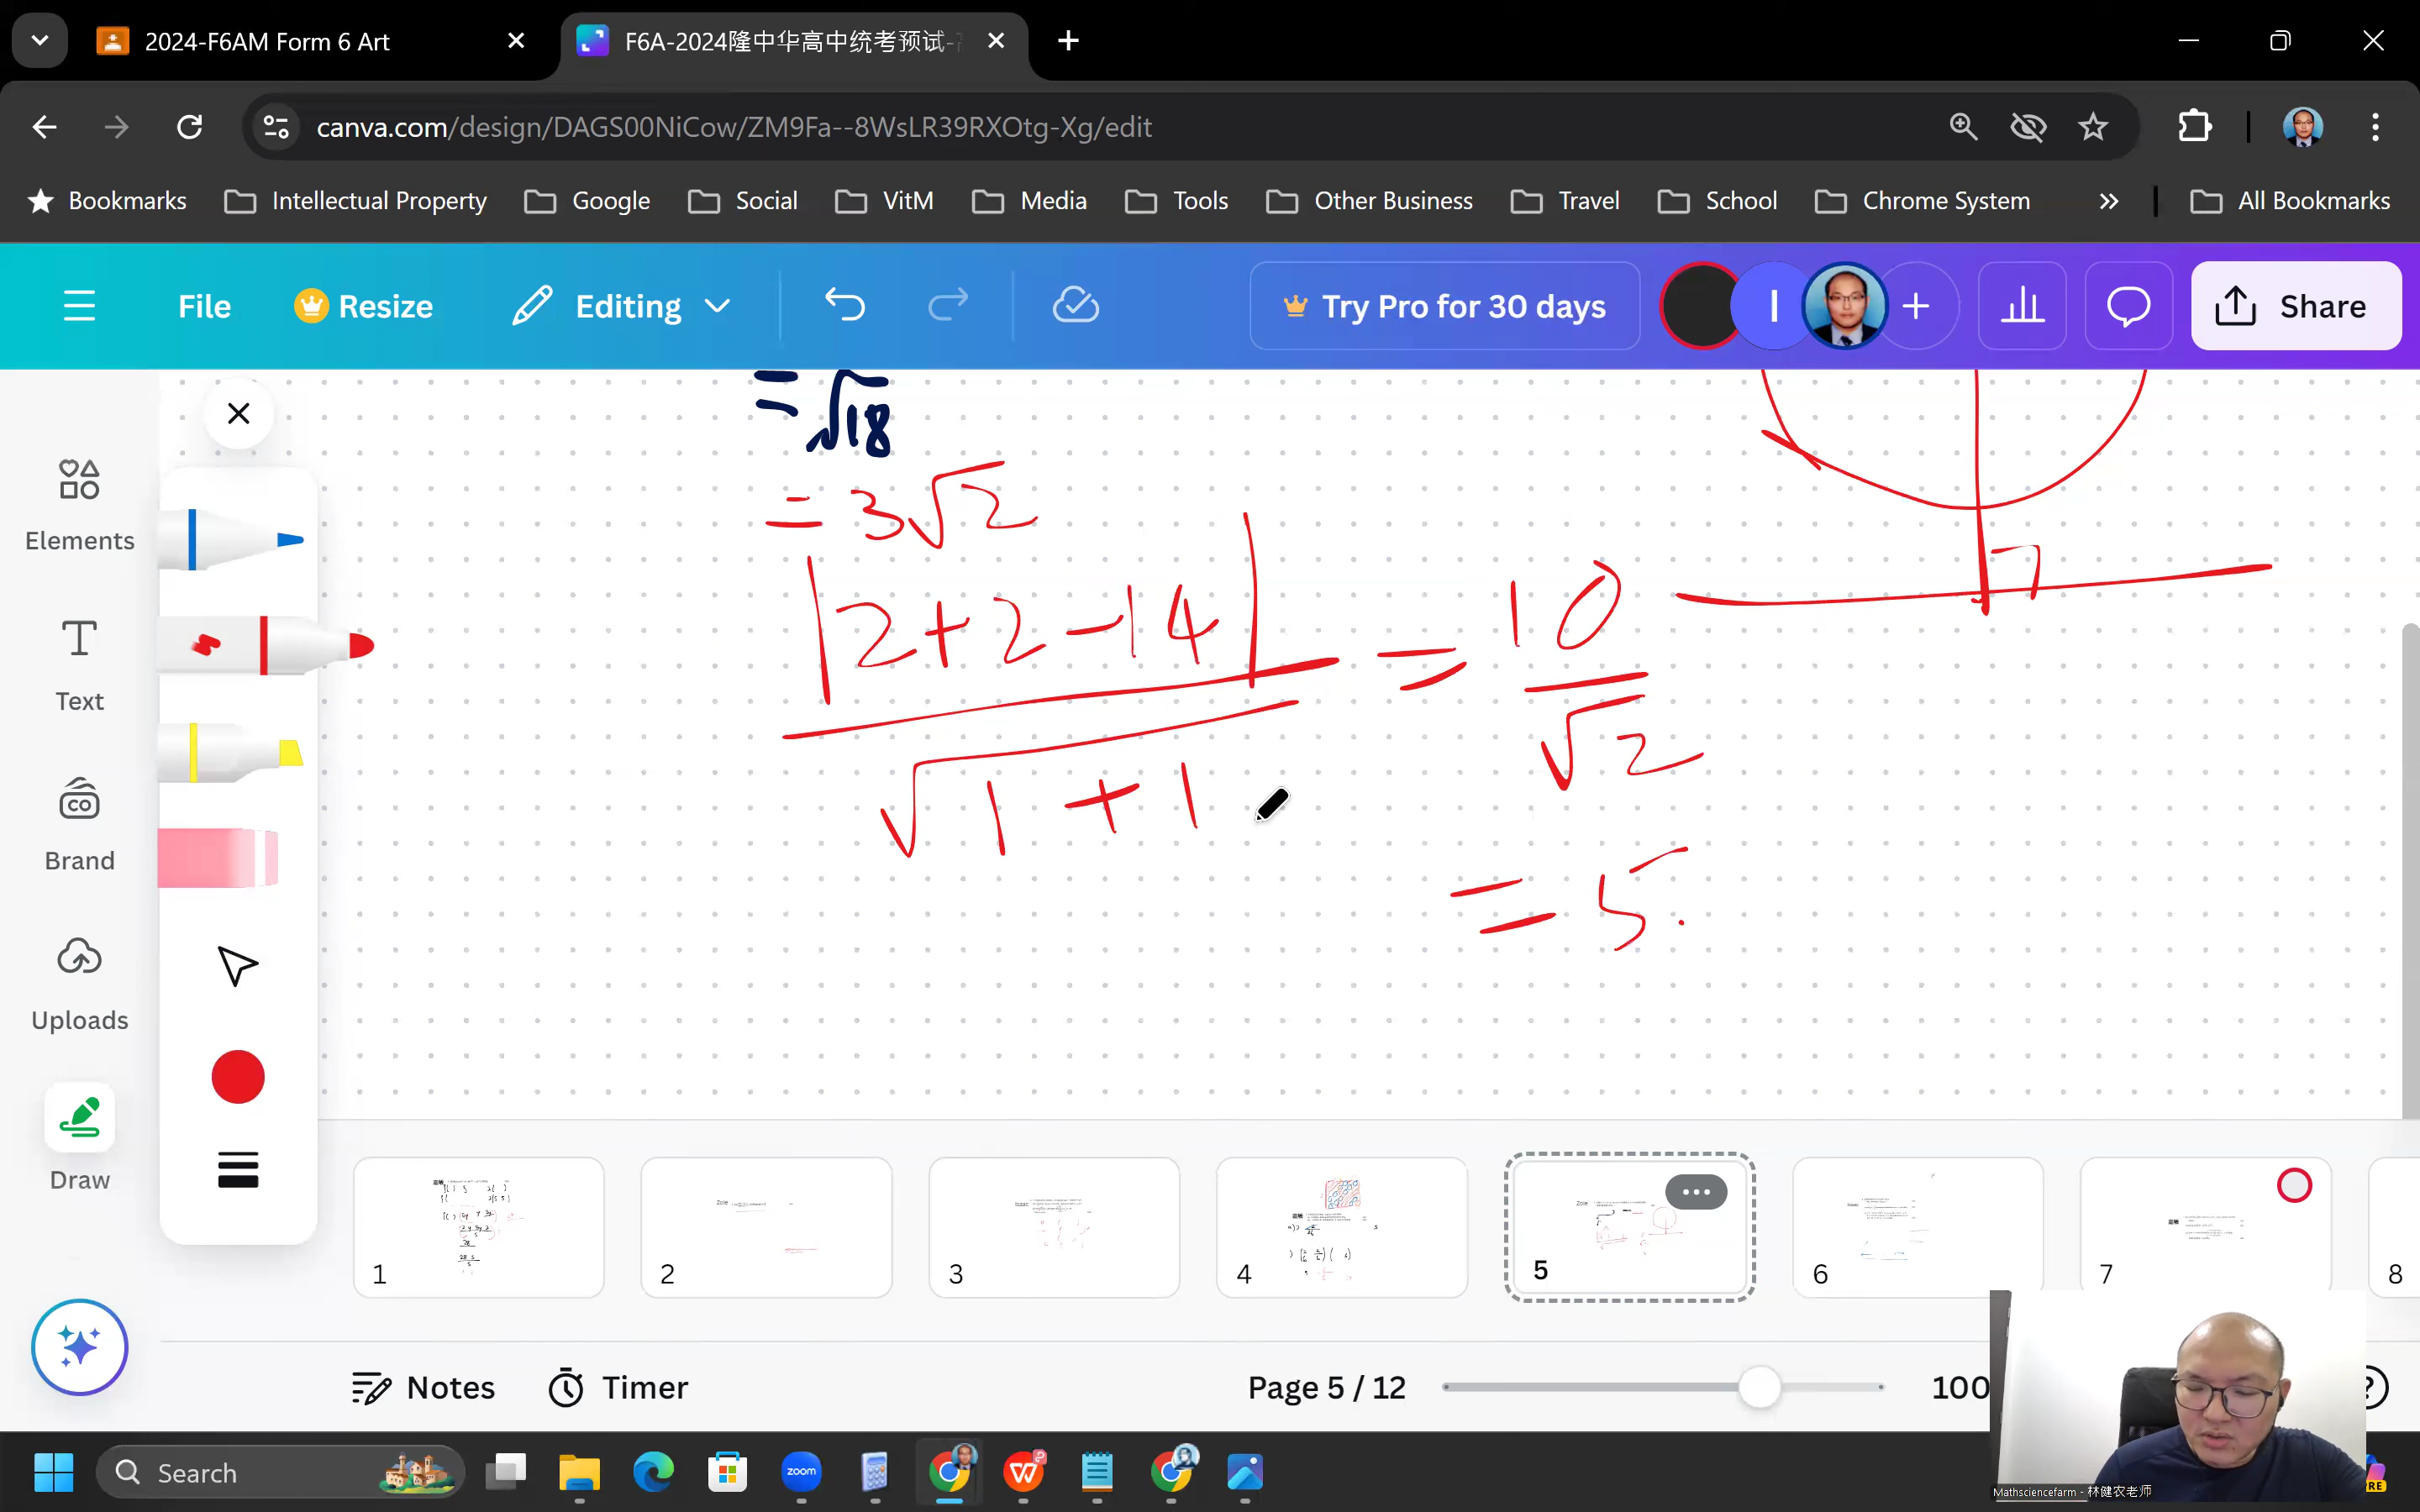 2024-F6AM Form 6 Art
F6A-2024隆中华高中统考预试-
canva.com/design/DAGS00NiCow/ZM9Fa--8WsLR39RXOtg-Xg/edit
Bookmarks Intellectual Property Google Social VitM Media Tools Other Business Travel School Chrome System All Bookmarks
File Resize Editing Try Pro for 30 days Share
= √18
= 3√2
|2+2-14| = 10
√1+1 √2
= 5.
Elements
Text
Brand
Uploads
Draw
1 2 3 4 5 6 7 8
Notes Timer Page 5 / 12 100
Search zoom
Mathsciencefarm - 林健农老师